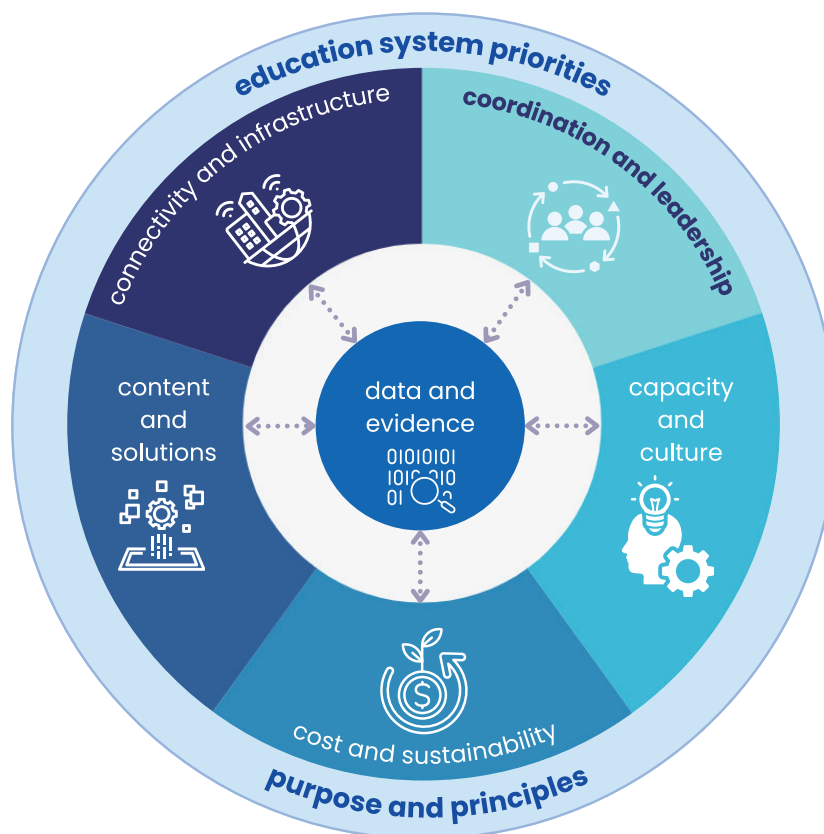 education system priorities
connectivity and infrastructure
coordination and leadership
content
and
solutions
data and
evidence
01010101
010 010
01
capacity
and
culture
cost and sustainability
purpose and principles